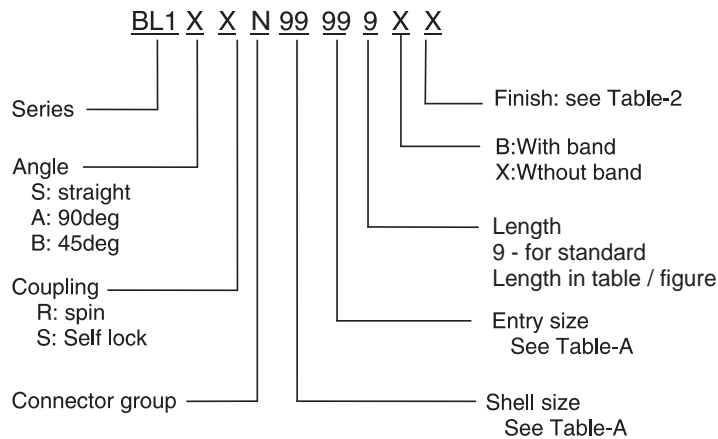 BL1 X X N 99 99 9 X X
Series
Angle
S: straight
A: 90deg
B: 45deg
Coupling
R: spin
S: Self lock
Connector group
Finish: see Table-2
B:With band
X:Wthout band
Length
9 - for standard
Length in table / figure
Entry size
See Table-A
Shell size
See Table-A